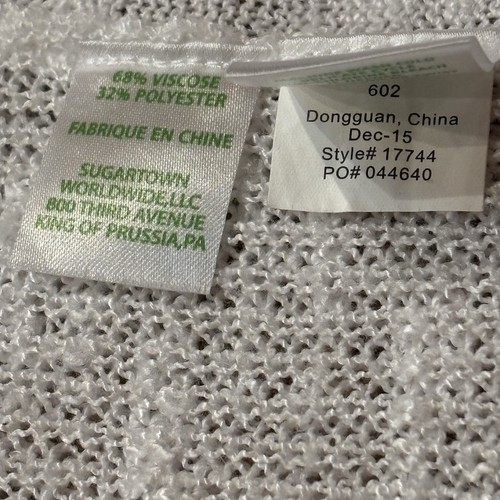 68% VISCOSE
32% POLYESTER
FABRIQUE EN CHINE
SUGARTOWN
WORLDWIDE,LLC
800 THIRD AVENUE
KING OF PRUSSIA,PA
602
Dongguan, China
Dec-15
Style# 17744
PO# 044640